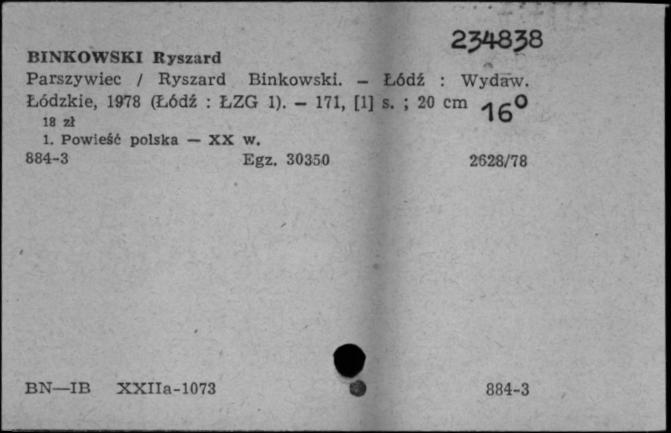 234838
BINKOWSKI Ryszard
Parszywiec / Ryszard Binkowski. — Łódź : Wydaw.
Łódzkie, 1978 (Łódź : ŁZG 1). — 171, [1] s. ; 20 cm
16°
18 zł
1. Powieść polska — XX w.
884-3 Egz. 30350 2628/78
BN—IB XXIIa-1073 884-3